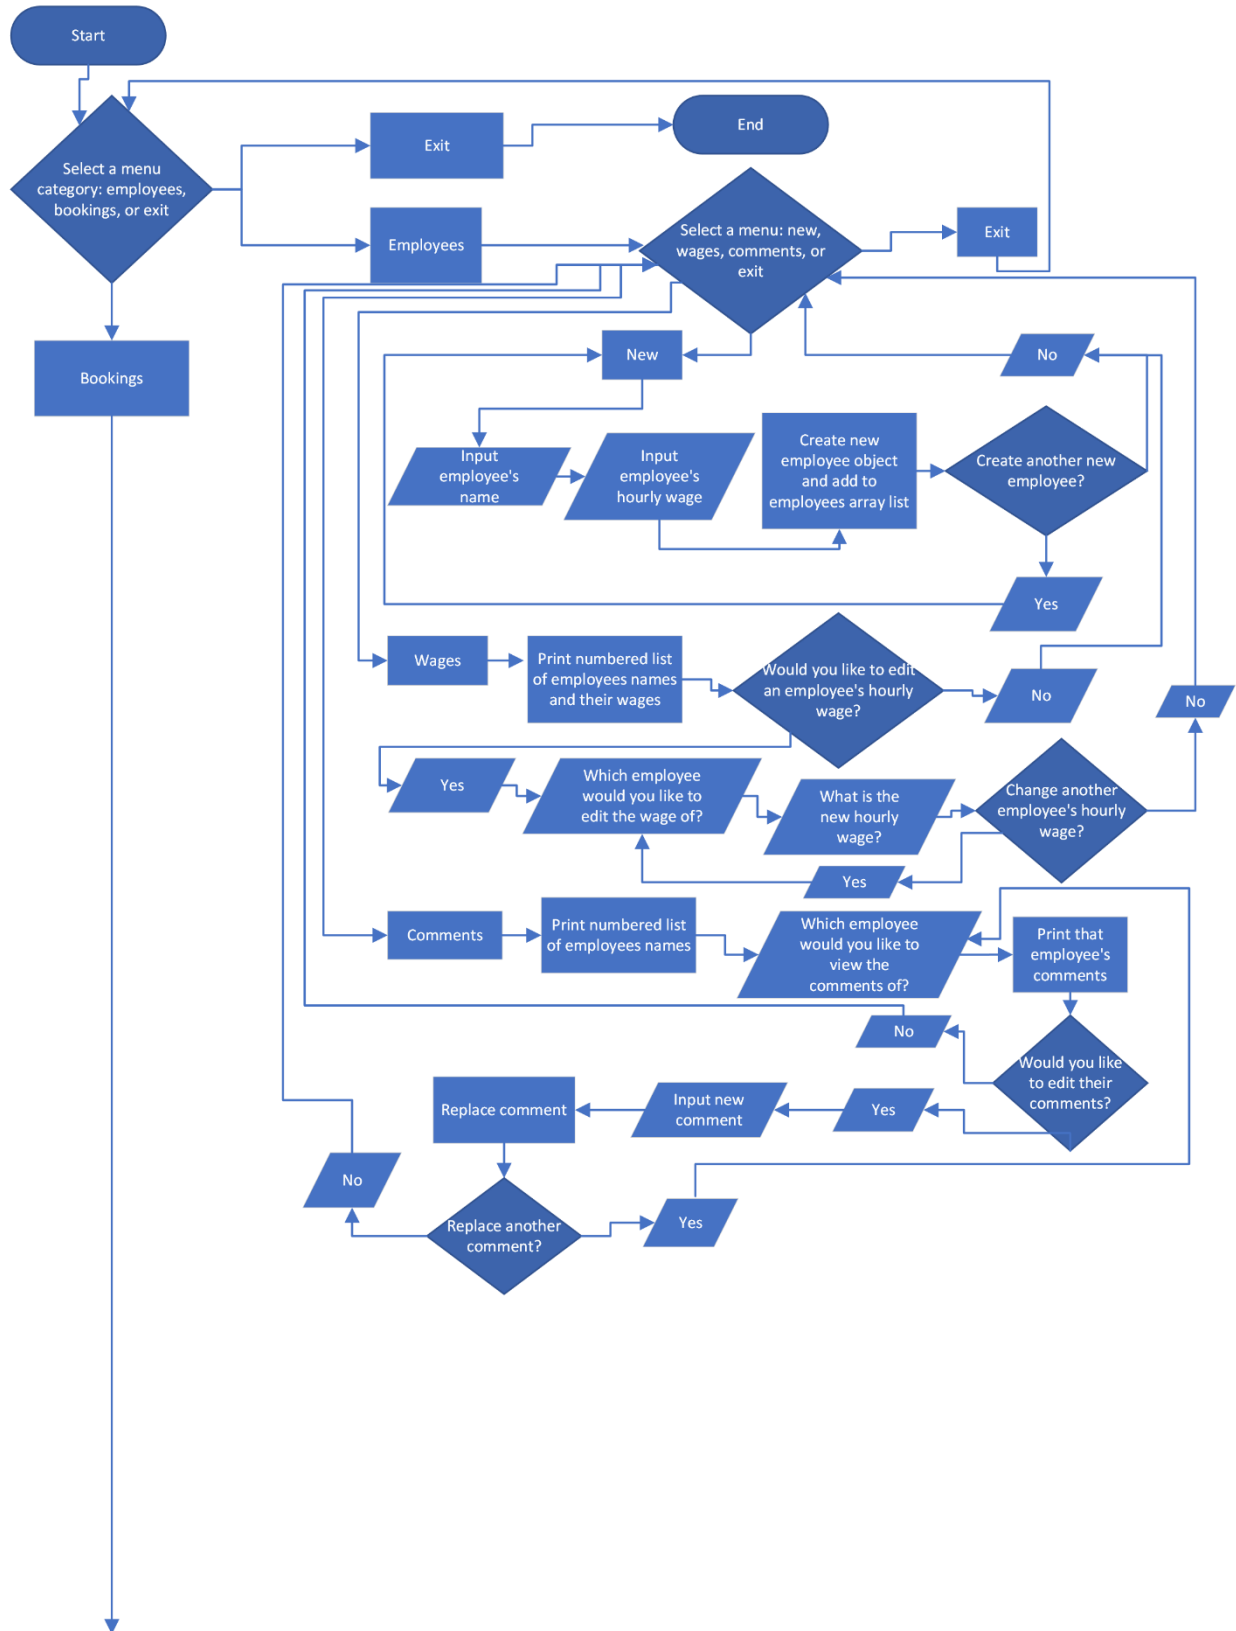 Start
Select a menu
category: employees,
bookings, or exit
Exit
End
Employees
Select a menu: new,
wages, comments, or
exit
Exit
Bookings
New
No
Input
employee's
name
Input
employee's
hourly wage
Create new
employee object
and add to
employees array list
Create another new
employee?
Yes
Wages
Print numbered list
of employees names
and their wages
Would you like to edit
an employee's hourly
wage?
No
No
Yes
Which employee
would you like to
edit the wage of?
What is the
new hourly
wage?
Change another
employee's hourly
wage?
Yes
Comments
Print numbered list
of employees names
Which employee
would you like to
view the
comments of?
Print that
employee's
comments
No
Would you like
to edit their
comments?
Yes
Input new
comment
Replace comment
No
Replace another
comment?
Yes